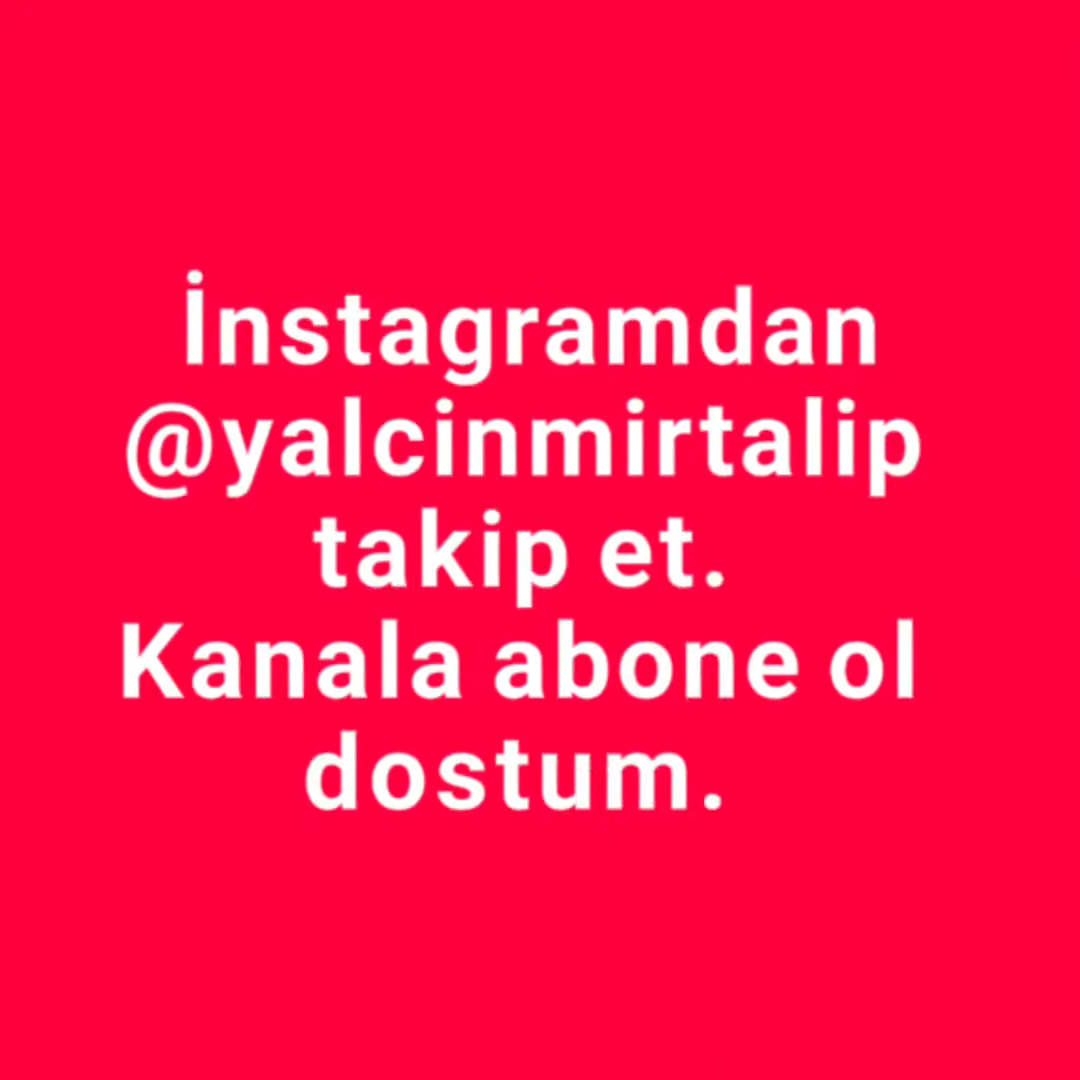 İnstagramdan
@yalcinmirtalip
takip et.
Kanala abone ol
dostum.